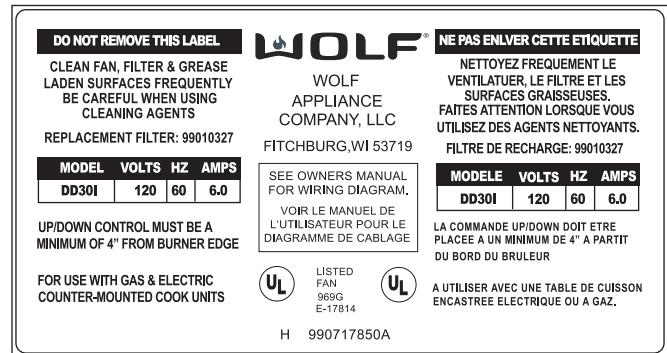 DO NOT REMOVE THIS LABEL
CLEAN FAN, FILTER & GREASE
LADEN SURFACES FREQUENTLY
BE CAREFUL WHEN USING
CLEANING AGENTS
REPLACEMENT FILTER: 99010327
MODEL VOLTS HZ AMPS
DD30I 120 60 6.0
UP/DOWN CONTROL MUST BE A
MINIMUM OF 4” FROM BURNER EDGE
FOR USE WITH GAS & ELECTRIC
COUNTER-MOUNTED COOK UNITS
WOLF®
WOLF
APPLIANCE
COMPANY, LLC
FITCHBURG,WI 53719
SEE OWNERS MANUAL
FOR WIRING DIAGRAM.
VOIR LE MANUEL DE
L'UTILISATEUR POUR LE
DIAGRAMME DE CABLAGE
UL
LISTED
FAN
969G
E-17814
UL
H 990717850A
NE PAS ENLVER CETTE ETIQUETTE
NETTOYEZ FREQUEMENT LE
VENTILATUER, LE FILTRE ET LES
SURFACES GRAISSEUSES.
FAITES ATTENTION LORSQUE VOUS
UTILISEZ DES AGENTS NETTOYANTS.
FILTRE DE RECHARGE: 99010327
MODELE VOLTS HZ AMPS
DD30I 120 60 6.0
LA COMMANDE UP/DOWN DOIT ETRE
PLACEE A UN MINIMUM DE 4” A PARTIT
DU BORD DU BRULEUR
A UTILISER AVEC UNE TABLE DE CUISSON
ENCASTREE ELECTRIQUE OU A GAZ.